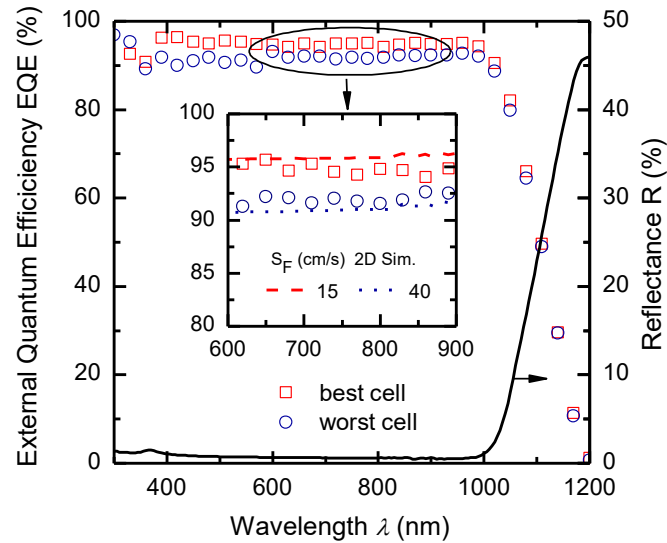 External Quantum Efficiciency EQE (%)
100
80
60
40
20
0
50
40
30
20
10
0
Reflectance R (%)
100
95
90
85
80
S_F (cm/s) 2D Sim.
15
40
600 700 800 900
best cell
worst cell
400 600 800 1000 1200
Wavelength λ (nm)